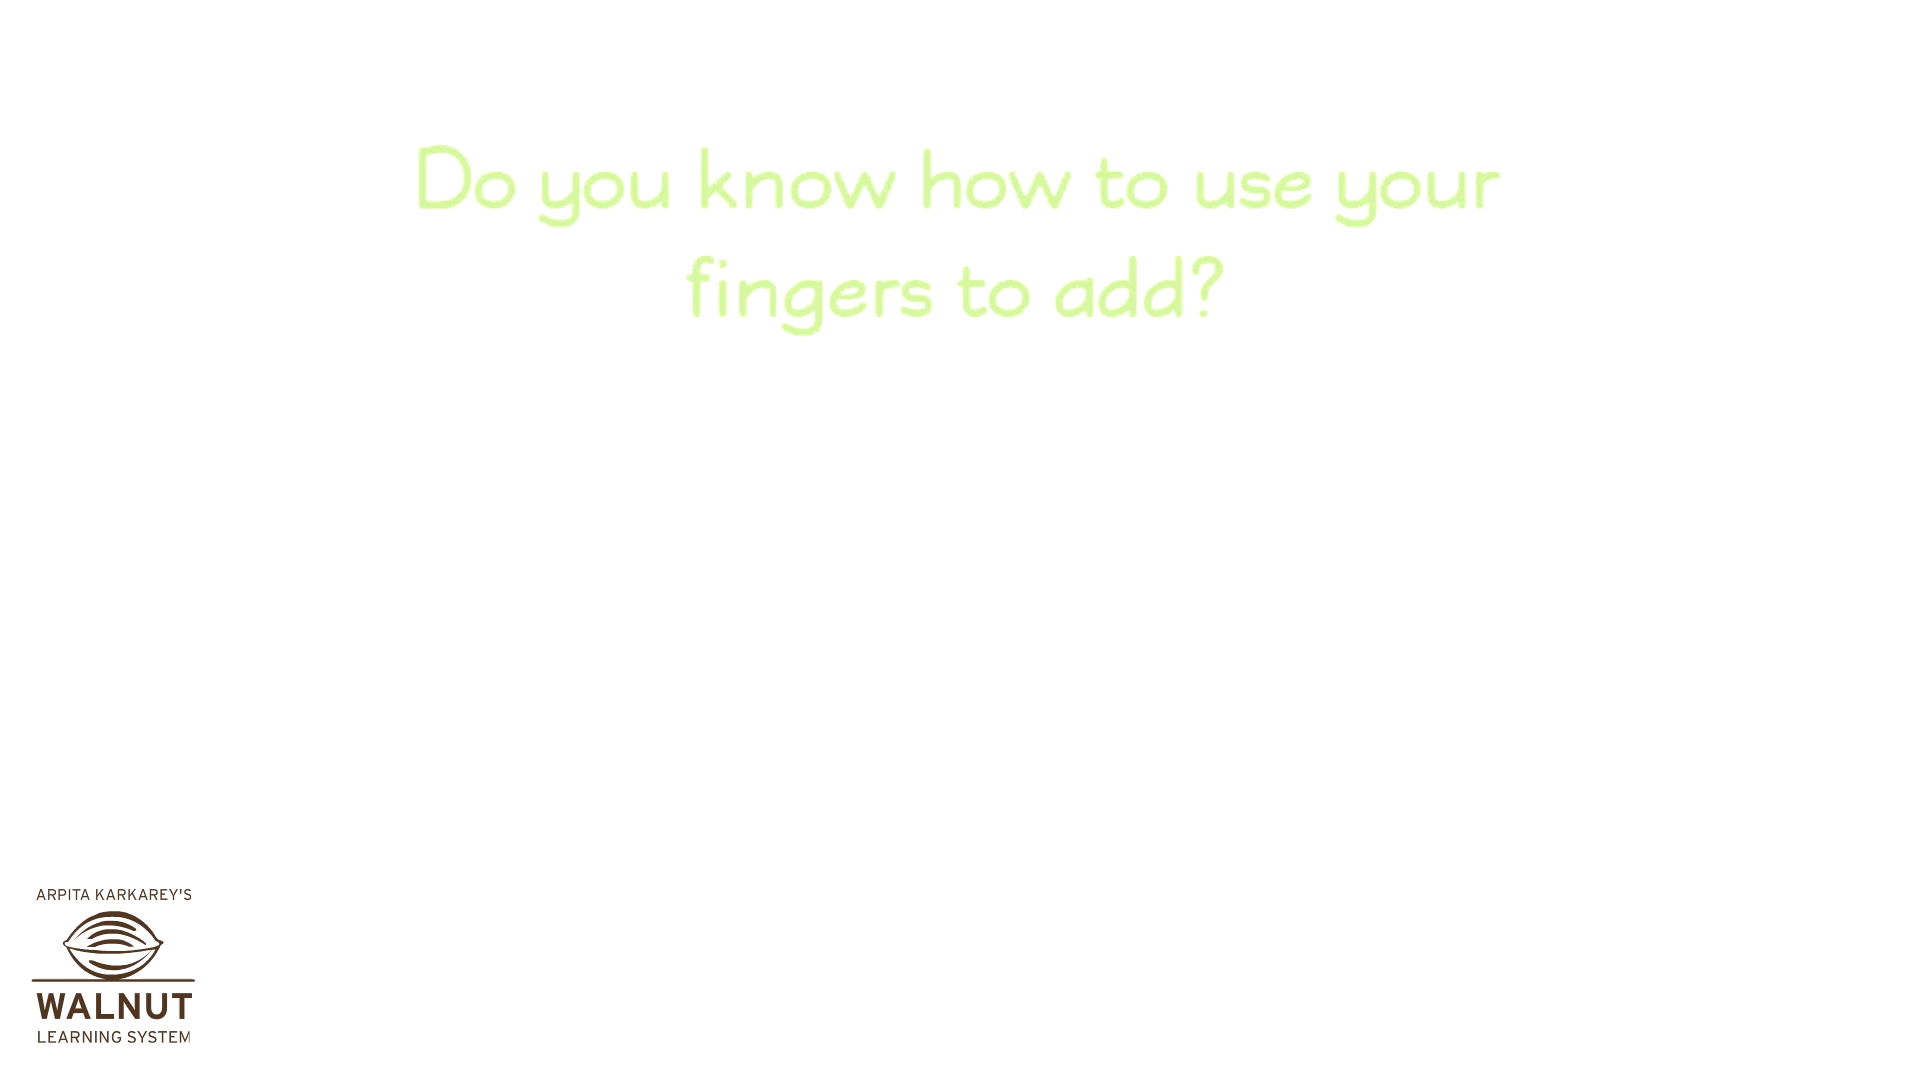 Do you know how to use your
fingers to add?
ARPITA KARKAREY'S
WALNUT
LEARNING SYSTEM